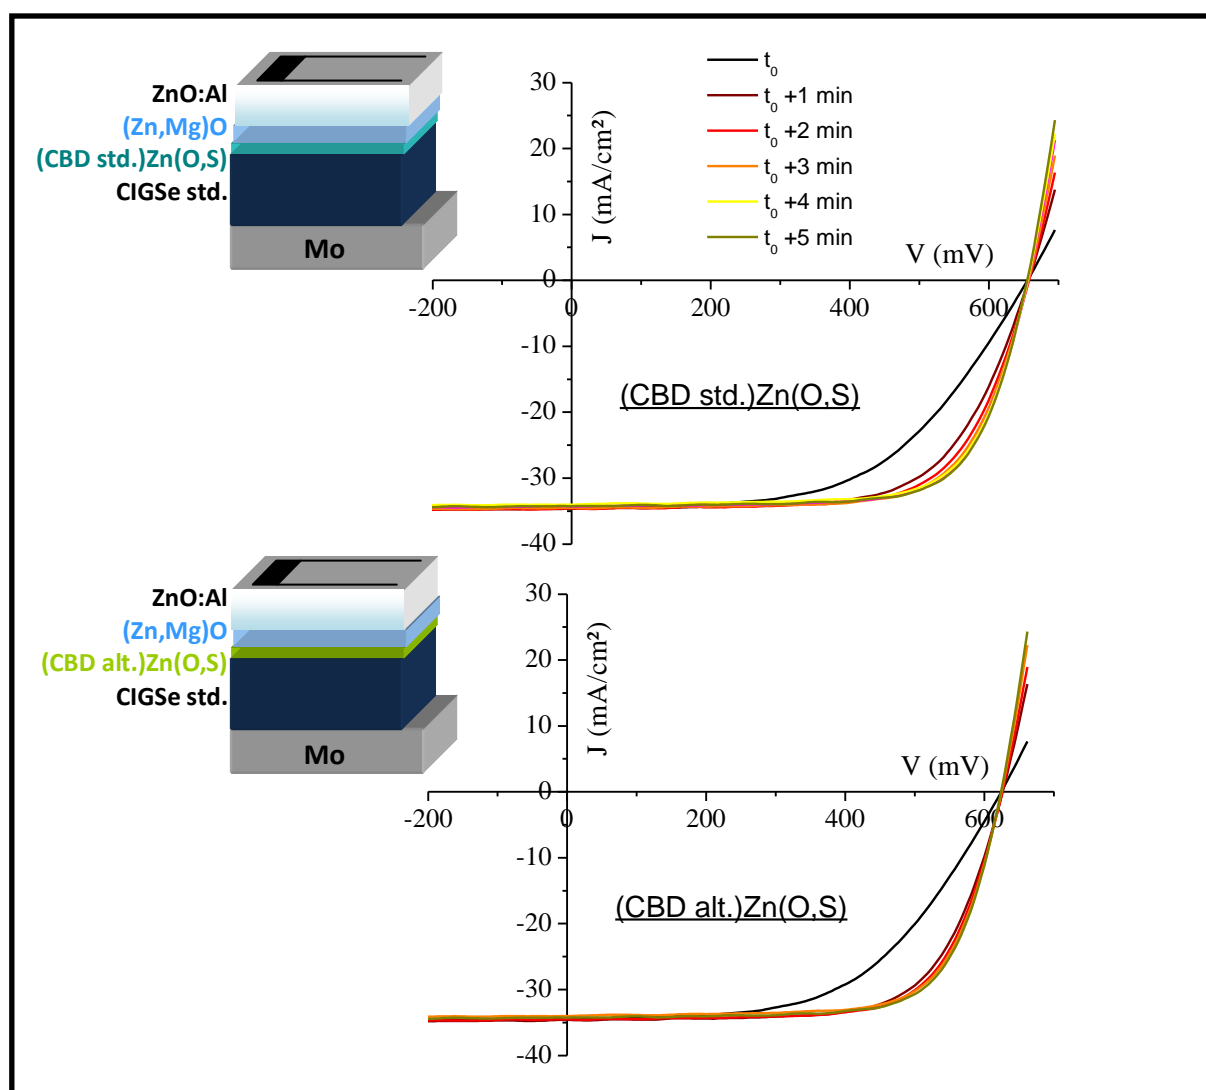 ZnO:Al
(Zn,Mg)O
(CBD std.)Zn(O,S)
CIGSe std.
Mo
t₀
t₀ +1 min
t₀ +2 min
t₀ +3 min
t₀ +4 min
t₀ +5 min
J (mA/cm²)
V (mV)
30
20
10
0
-10
-20
-30
-40
-200
0
200
400
600
(CBD std.)Zn(O,S)
ZnO:Al
(Zn,Mg)O
(CBD alt.)Zn(O,S)
CIGSe std.
Mo
J (mA/cm²)
V (mV)
30
20
10
0
-10
-20
-30
-40
-200
0
200
400
600
(CBD alt.)Zn(O,S)